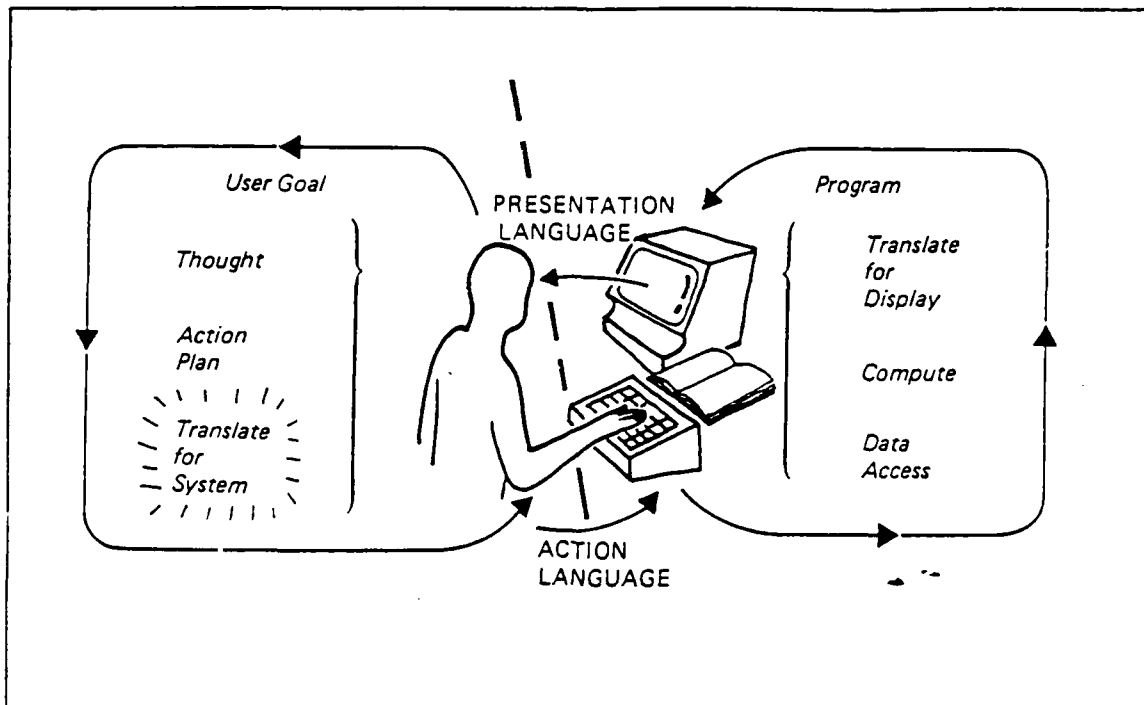 User Goal
Thought
Action
Plan
Translate
for
System
PRESENTATION
LANGUAGE
ACTION
LANGUAGE
Program
Translate
for
Display
Compute
Data
Access